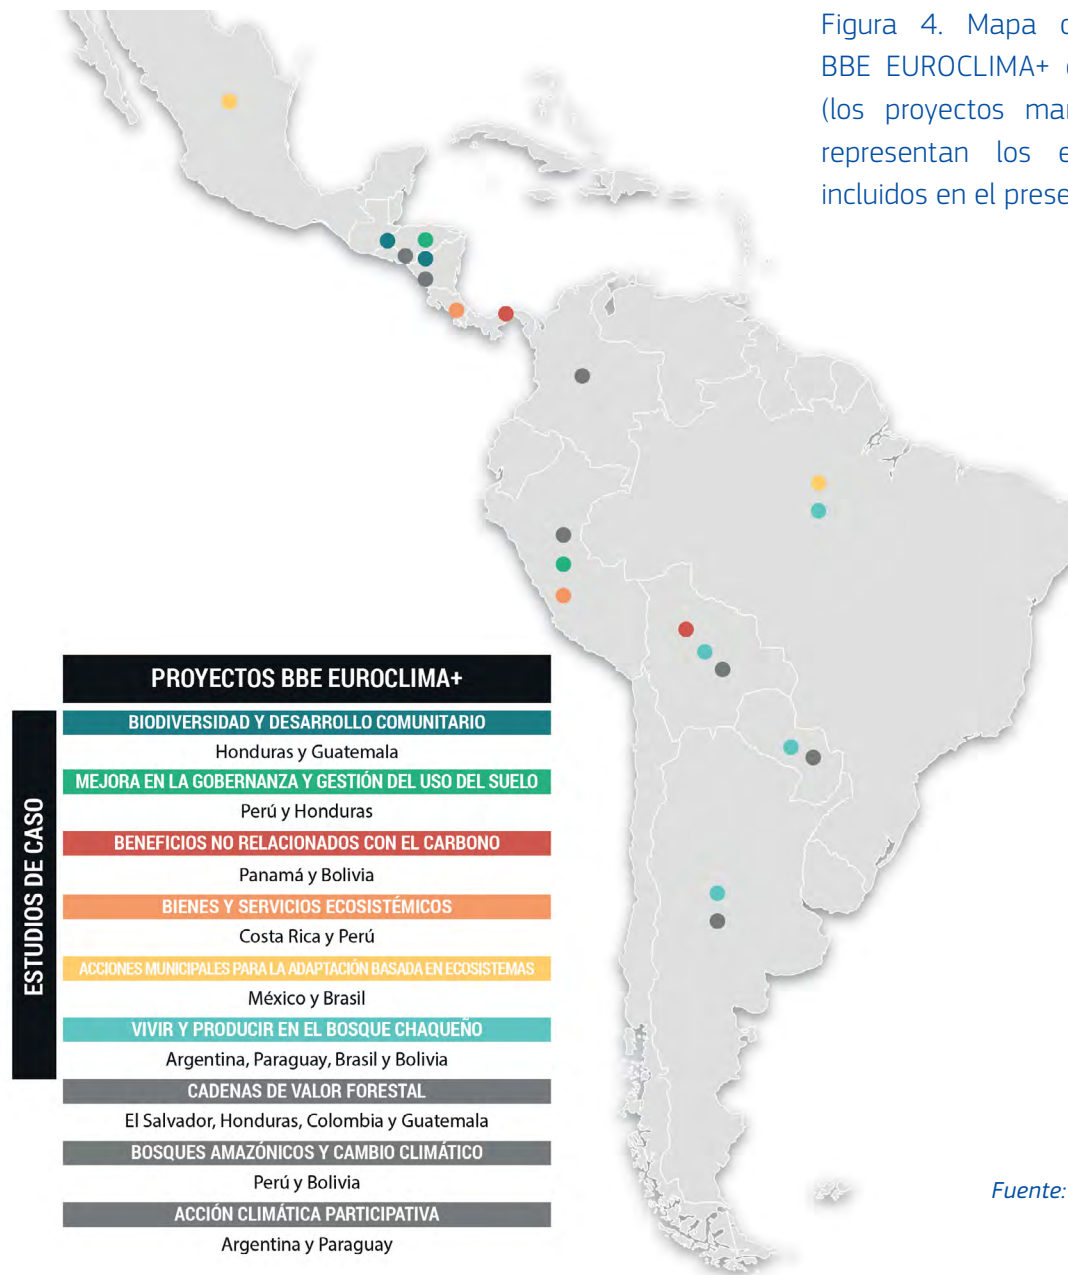 Figura 4. Mapa
BBE EUROCLIMA+
(los proyectos
representan los
incluidos en el
PROYECTOS BBE EUROCLIMA+
ESTUDIOS DE CASO
BIODIVERSIDAD Y DESARROLLO COMUNITARIO
Honduras y Guatemala
MEJORA EN LA GOBERNANZA Y GESTIÓN DEL USO DEL SUELO
Perú y Honduras
BENEFICIOS NO RELACIONADOS CON EL CARBONO
Panamá y Bolivia
BIENES Y SERVICIOS ECOSISTÉMICOS
Costa Rica y Perú
ACCIONES MUNICIPALES PARA LA ADAPTACIÓN BASADA EN ECOSISTEMAS
México y Brasil
VIVIR Y PRODUCIR EN EL BOSQUE CHAQUEÑO
Argentina, Paraguay, Brasil y Bolivia
CADENAS DE VALOR FORESTAL
El Salvador, Honduras, Colombia y Guatemala
BOSQUES AMAZÓNICOS Y CAMBIO CLIMÁTICO
Perú y Bolivia
ACCIÓN CLIMÁTICA PARTICIPATIVA
Argentina y Paraguay
Fuente: